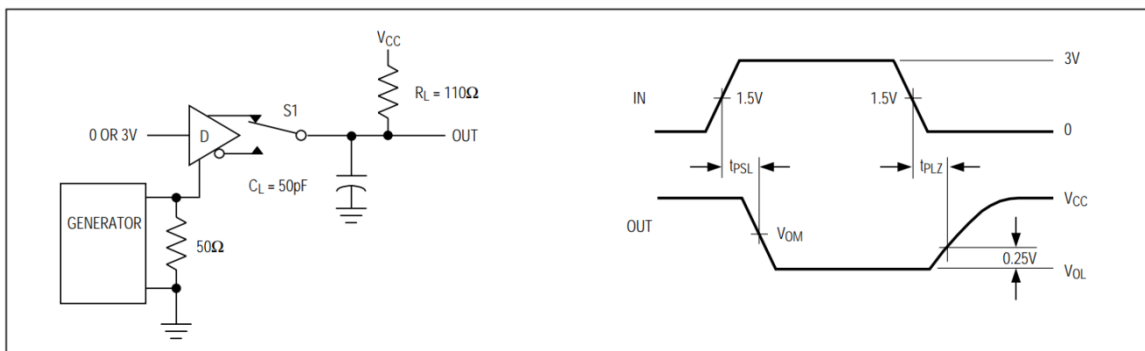 VCC
RL = 110Ω
S1
0 OR 3V
D
OUT
CL = 50pF
GENERATOR
50Ω
3V
IN
1.5V
1.5V
0
tPSL
tPLZ
VCC
OUT
VOM
0.25V
VOL